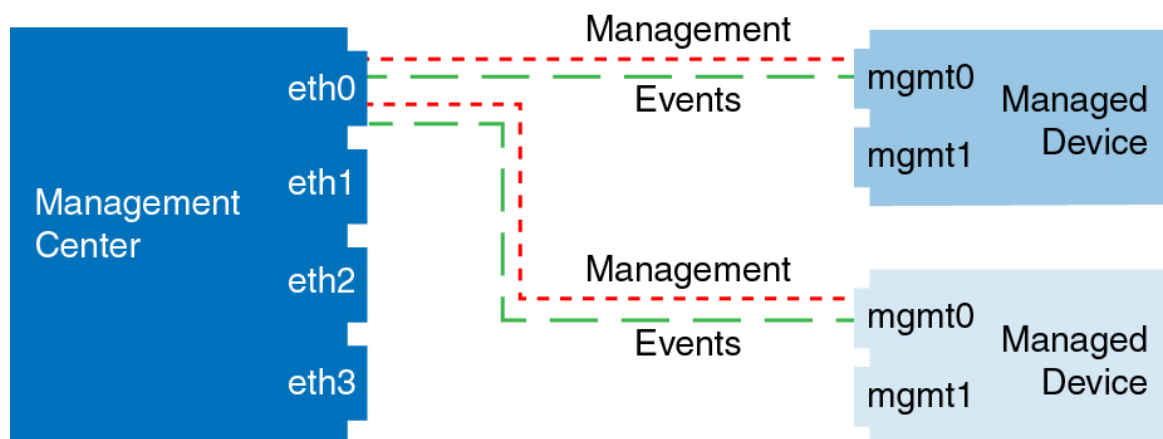 Management
Events
eth0
eth1
eth2
eth3
Management
Center
mgmt0
mgmt1
Managed
Device
Management
Events
mgmt0
mgmt1
Managed
Device